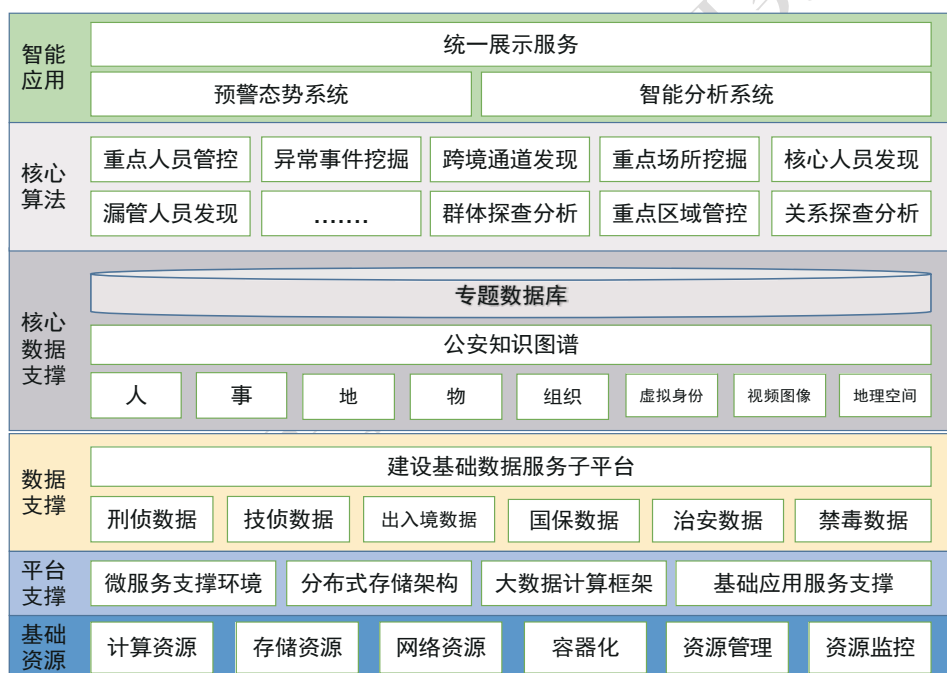 智能
应用
统一展示服务
预警态势系统
智能分析系统
核心
算法
重点人员管控
异常事件挖掘
跨境通道发现
重点场所挖掘
核心人员发现
漏管人员发现
.......
群体探查分析
重点区域管控
关系探查分析
核心
数据
支撑
专题数据库
公安知识图谱
人
事
地
物
组织
虚拟身份
视频图像
地理空间
数据
支撑
建设基础数据服务子平台
刑侦数据
技侦数据
出入境数据
国保数据
治安数据
禁毒数据
平台
支撑
微服务支撑环境
分布式存储架构
大数据计算框架
基础应用服务支撑
基础
资源
计算资源
存储资源
网络资源
容器化
资源管理
资源监控